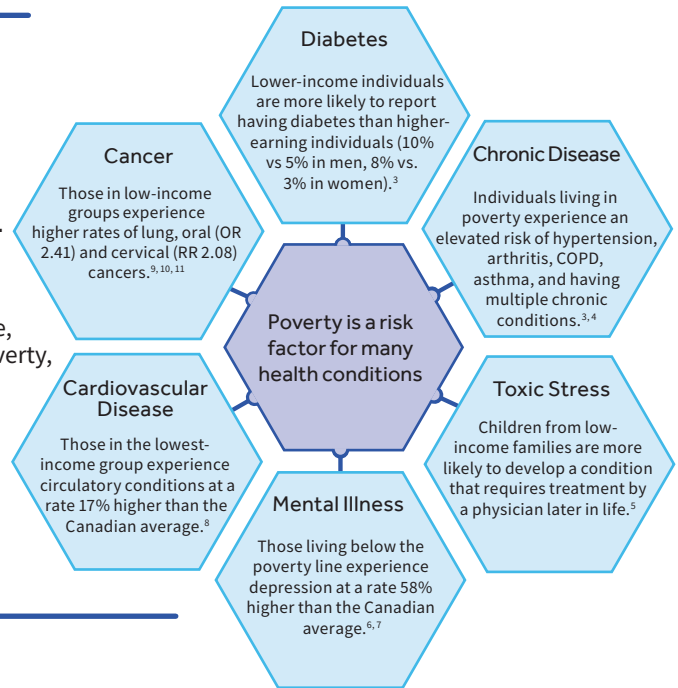 Diabetes
Lower-income individuals
are more likely to report
having diabetes than higher-
earning individuals (10%
vs 5% in men, 8% vs.
3% in women).³
Cancer
Those in low-income
groups experience
higher rates of lung, oral (OR
2.41) and cervical (RR 2.08)
cancers.⁹,¹⁰,¹¹
Chronic Disease
Individuals living in
poverty experience an
elevated risk of hypertension,
arthritis, COPD,
asthma, and having
multiple chronic
conditions.³,⁴
.
e,
verty,
Poverty is a risk
factor for many
health conditions
Cardiovascular
Disease
Those in the lowest-
income group experience
circulatory conditions at a
rate 17% higher than the
Canadian average.⁸
Toxic Stress
Children from low-
income families are more
likely to develop a condition
that requires treatment by
a physician later in life.⁵
Mental Illness
Those living below the
poverty line experience
depression at a rate 58%
higher than the Canadian
average.⁶,⁷